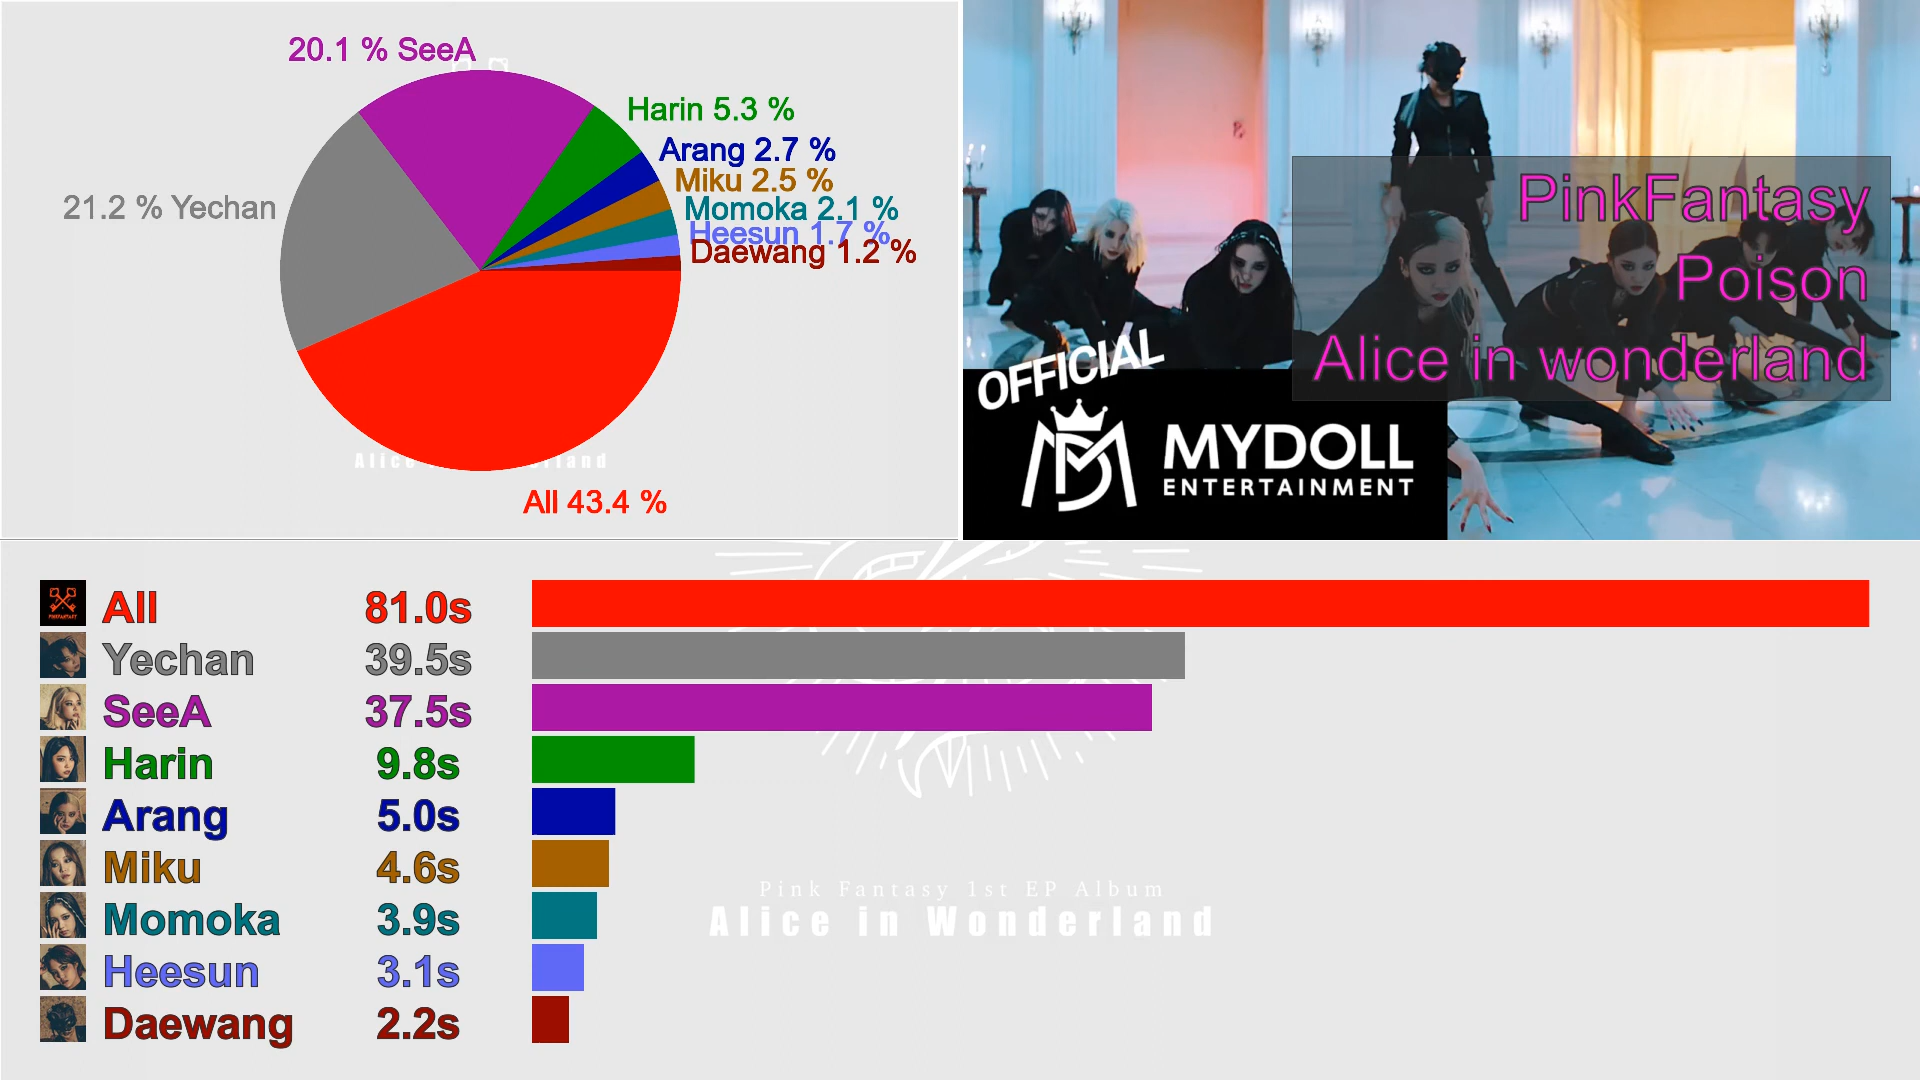 20.1 % SeeA
Harin 5.3 %
Arang 2.7 %
Miku 2.5 %
21.2 % Yechan
Momoka 2.1 %
Heesun 1.7 %
Daewang 1.2 %
All 43.4 %
PinkFantasy
Poison
Alice in wonderland
OFFICIAL
MYDOLL
ENTERTAINMENT
All 81.0s
Yechan 39.5s
SeeA 37.5s
Harin 9.8s
Arang 5.0s
Miku 4.6s
Momoka 3.9s
Heesun 3.1s
Daewang 2.2s
Pink Fantasy 1st EP Album
Alice in Wonderland